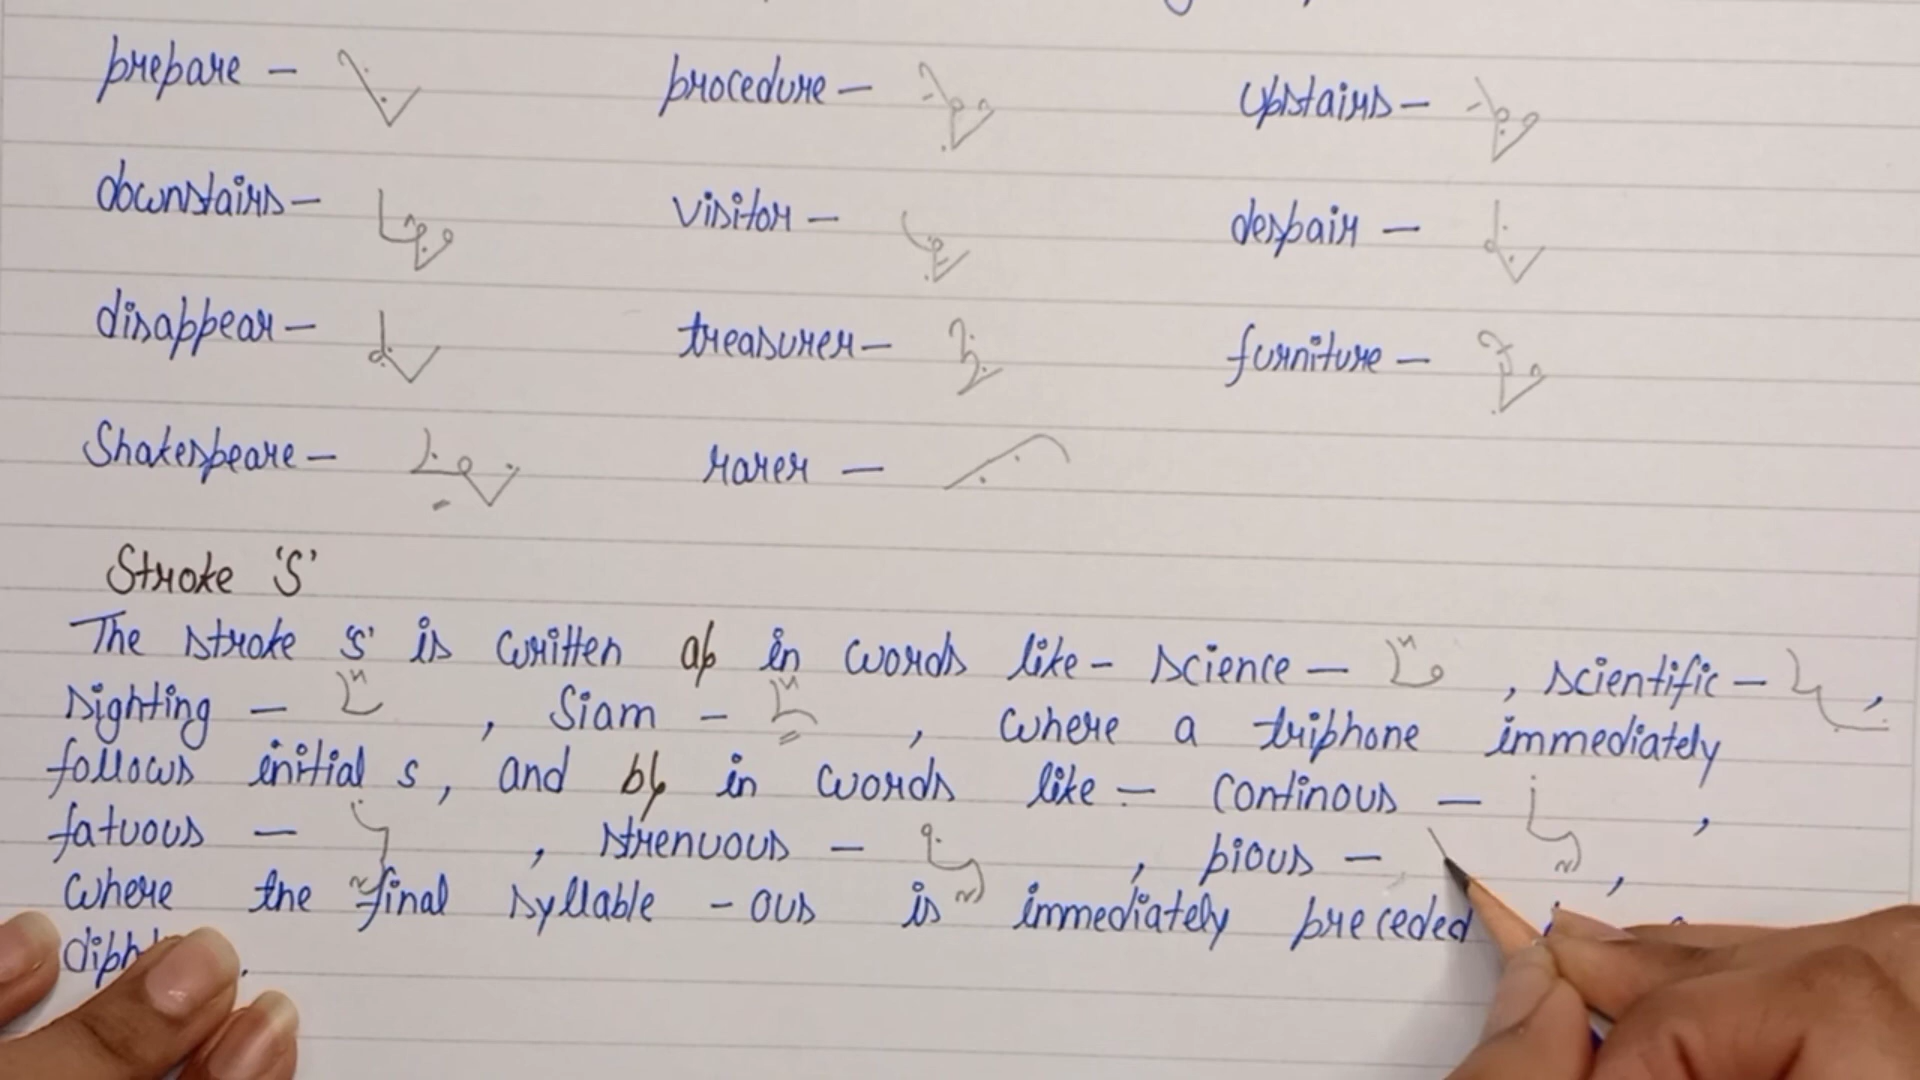 prepare – procedure – upstairs –
downstairs – visitor – despair –
disappear – treasurer – furniture –
Shakespeare – rarer –
Stroke 'S'
The stroke 'S' is written a) in words like – science – , scientific – ,
sighting – , Siam – , where a triphone immediately
follows initial s, and b) in words like – continous – ,
fatuous – , strenuous – , pious – ,
where the final syllable -ous is immediately preceded